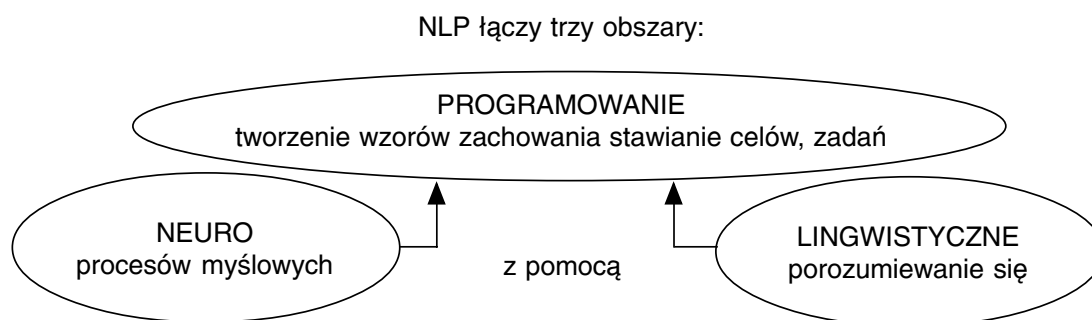 NLP łączy trzy obszary:
PROGRAMOWANIE
tworzenie wzorów zachowania stawianie celów, zadań
NEURO
procesów myślowych
z pomocą
LINGWISTYCZNE
porozumiewanie się